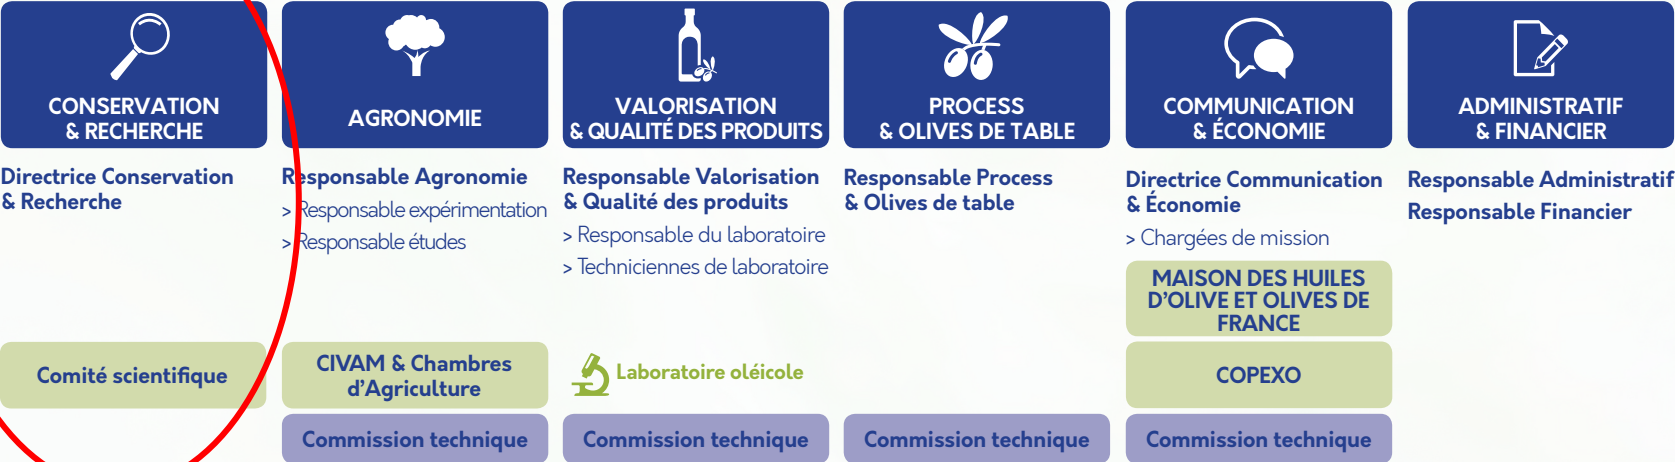 CONSERVATION
& RECHERCHE
Directrice Conservation
& Recherche
Comité scientifique
AGRONOMIE
Responsable Agronomie
> Responsable expérimentation
> Responsable études
CIVAM & Chambres
d'Agriculture
Commission technique
VALORISATION
& QUALITÉ DES PRODUITS
Responsable Valorisation
& Qualité des produits
> Responsable du laboratoire
> Techniciennes de laboratoire
Laboratoire oléicole
Commission technique
PROCESS
& OLIVES DE TABLE
Responsable Process
& Olives de table
Commission technique
COMMUNICATION
& ÉCONOMIE
Directrice Communication
& Économie
> Chargées de mission
MAISON DES HUILES
D'OLIVE ET OLIVES DE
FRANCE
COPEXO
Commission technique
ADMINISTRATIF
& FINANCIER
Responsable Administratif
Responsable Financier